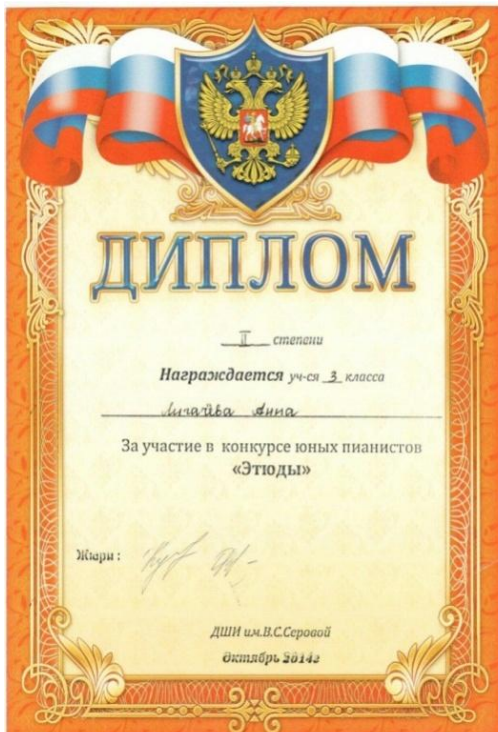 ДИПЛОМ
II степени
Награждается уч-ся 3 класса
Анна
За участие в конкурсе юных пианистов
«Этюды»
Жюри :
ДШИ им.В.С.Серовой
Октябрь 2014г